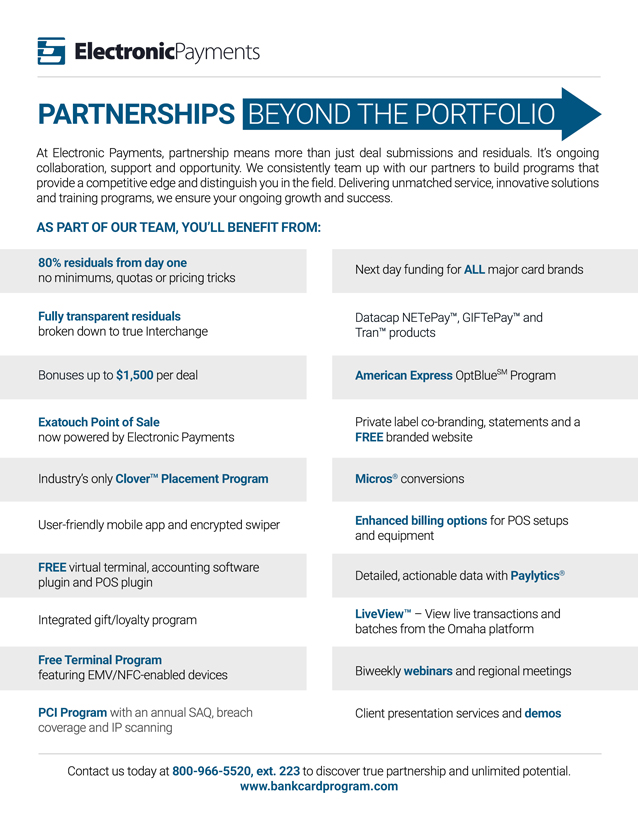 ElectronicPayments
PARTNERSHIPS BEYOND THE PORTFOLIO
At Electronic Payments, partnership means more than just deal submissions and residuals. It's ongoing
collaboration, support and opportunity. We consistently team up with our partners to build programs that
provide a competitive edge and distinguish you in the field. Delivering unmatched service, innovative solutions
and training programs, we ensure your ongoing growth and success.
AS PART OF OUR TEAM, YOU'LL BENEFIT FROM:
80% residuals from day one
no minimums, quotas or pricing tricks
Fully transparent residuals
broken down to true Interchange
Bonuses up to $1,500 per deal
Exatouch Point of Sale
now powered by Electronic Payments
Industry's only Clover™ Placement Program
User-friendly mobile app and encrypted swiper
FREE virtual terminal, accounting software
plugin and POS plugin
Integrated gift/loyalty program
Free Terminal Program
featuring EMV/NFC-enabled devices
PCI Program with an annual SAQ, breach
coverage and IP scanning
Next day funding for ALL major card brands
Datacap NETePay™, GIFTePay™ and
Tran™ products
American Express OptBlue℠ Program
Private label co-branding, statements and a
FREE branded website
Micros® conversions
Enhanced billing options for POS setups
and equipment
Detailed, actionable data with Paylytics®
LiveView™ – View live transactions and
batches from the Omaha platform
Biweekly webinars and regional meetings
Client presentation services and demos
Contact us today at 800-966-5520, ext. 223 to discover true partnership and unlimited potential.
www.bankcardprogram.com